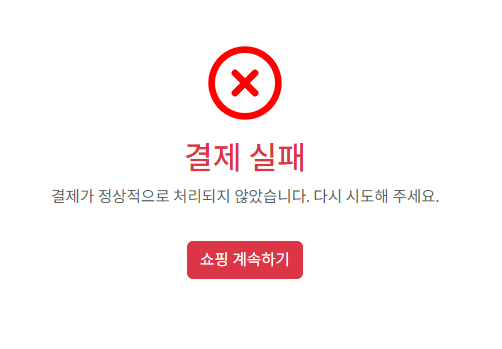 결제 실패
결제가 정상적으로 처리되지 않았습니다. 다시 시도해 주세요.
쇼핑 계속하기